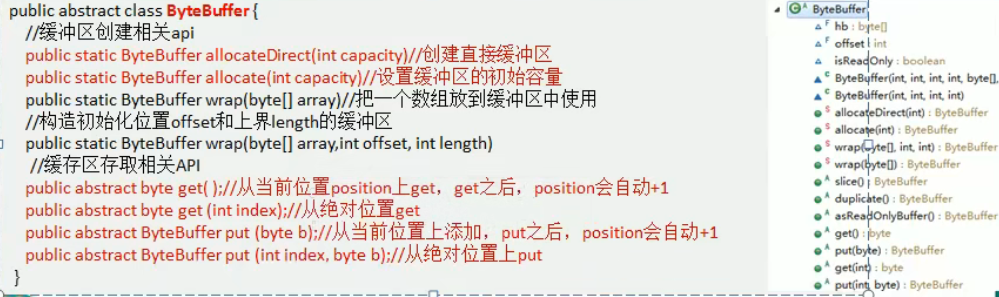 public abstract class ByteBuffer {
//缓冲区创建相关api
public static ByteBuffer allocateDirect(int capacity)//创建直接缓冲区
public static ByteBuffer allocate(int capacity)//设置缓冲区的初始容量
public static ByteBuffer wrap(byte[] array)//把一个数组放到缓冲区中使用
//构造初始化位置offset和上界length的缓冲区
public static ByteBuffer wrap(byte[] array,int offset, int length)
//缓存区存取相关API
public abstract byte get( );//从当前位置position上get，get之后，position会自动+1
public abstract byte get (int index);//从绝对位置get
public abstract ByteBuffer put (byte b);//从当前位置上添加，put之后，position会自动+1
public abstract ByteBuffer put (int index, byte b);//从绝对位置上put
}
ByteBuffer
hb : byte[]
offset : int
isReadOnly : boolean
ByteBuffer(int, int, int, int, byte[],
ByteBuffer(int, int, int, int)
allocateDirect(int) : ByteBuffer
allocate(int) : ByteBuffer
wrap(byte[], int, int) : ByteBuffer
wrap(byte[]) : ByteBuffer
slice() : ByteBuffer
duplicate() : ByteBuffer
asReadOnlyBuffer() : ByteBuffer
get() : byte
put(byte) : ByteBuffer
get(int) : byte
put(int, byte) : ByteBuffer